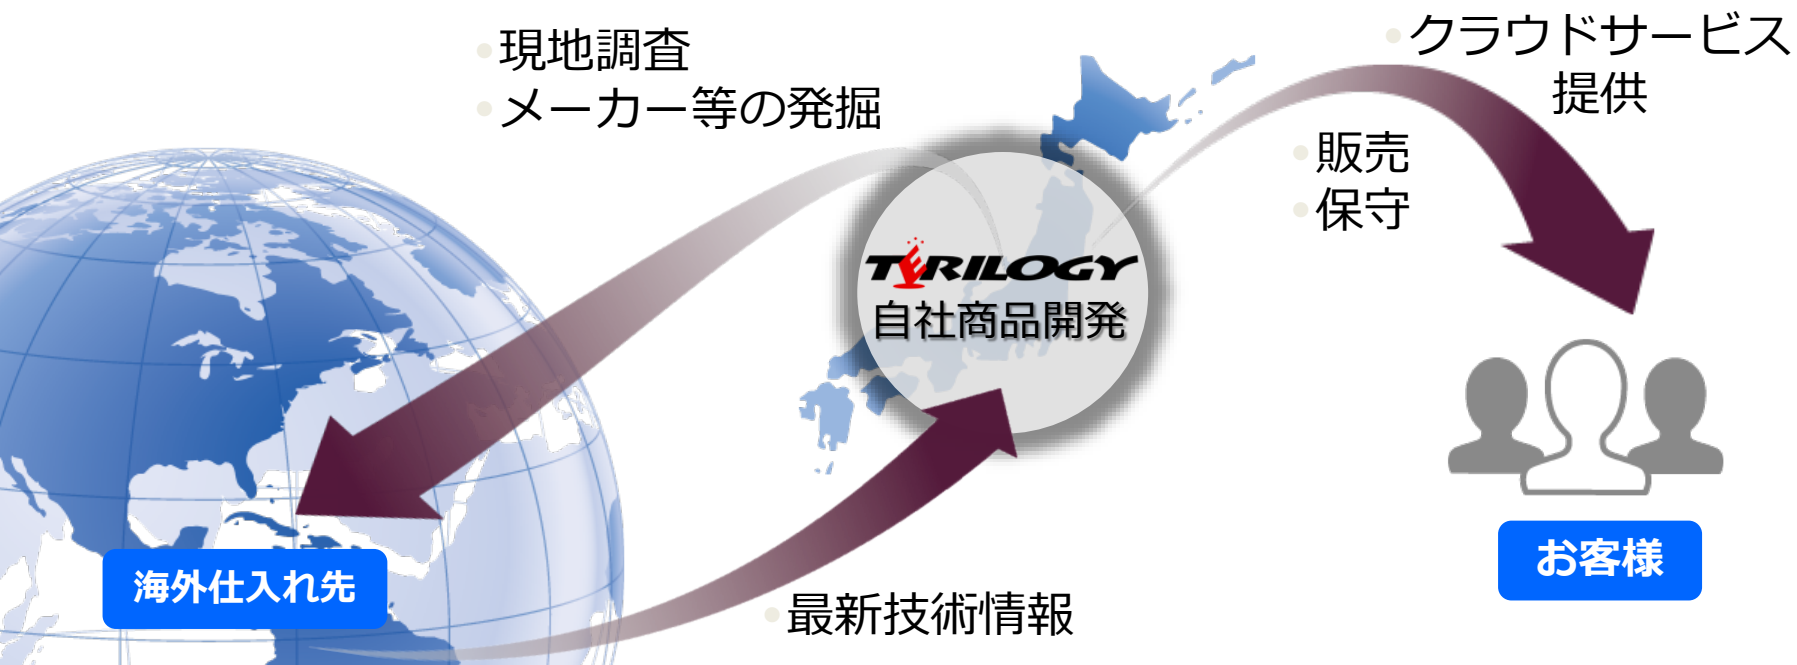 ・現地調査
・メーカー等の発掘
・クラウドサービス
提供
・販売
・保守
TERILOGY
自社商品開発
海外仕入れ先
・最新技術情報
お客様